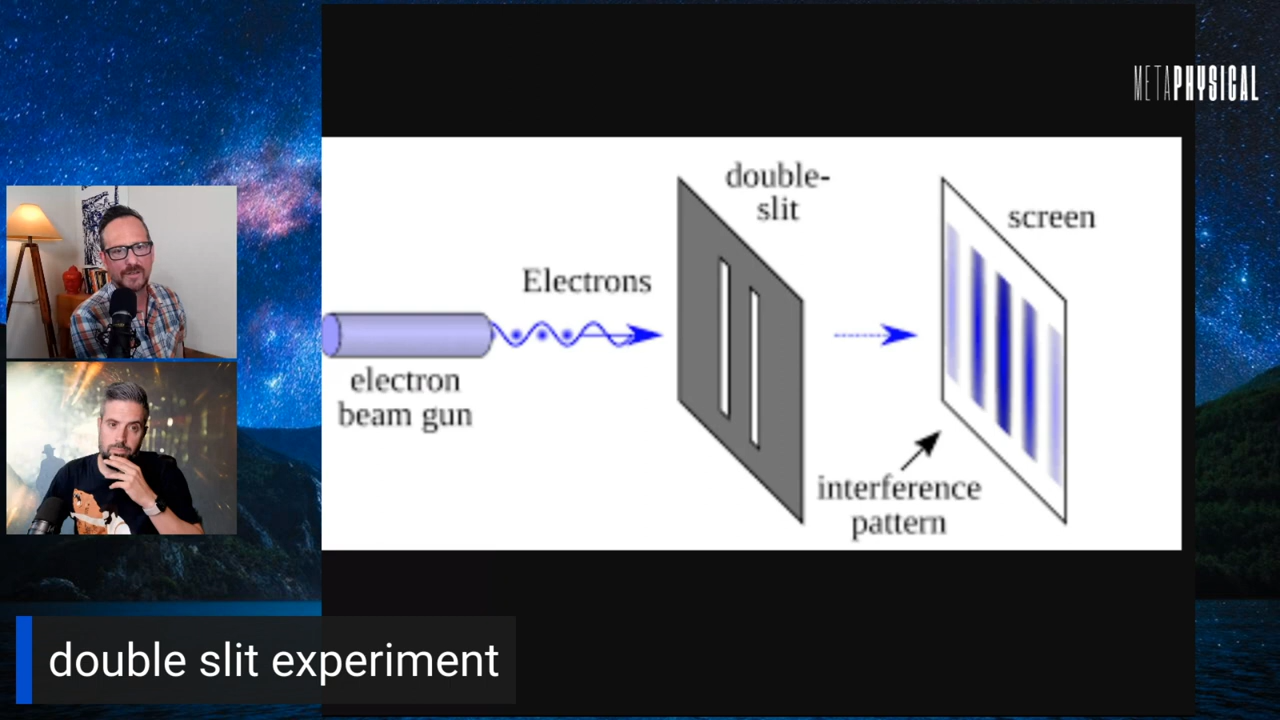 METAPHYSICAL
double-
slit
screen
Electrons
electron
beam gun
interference
pattern
double slit experiment